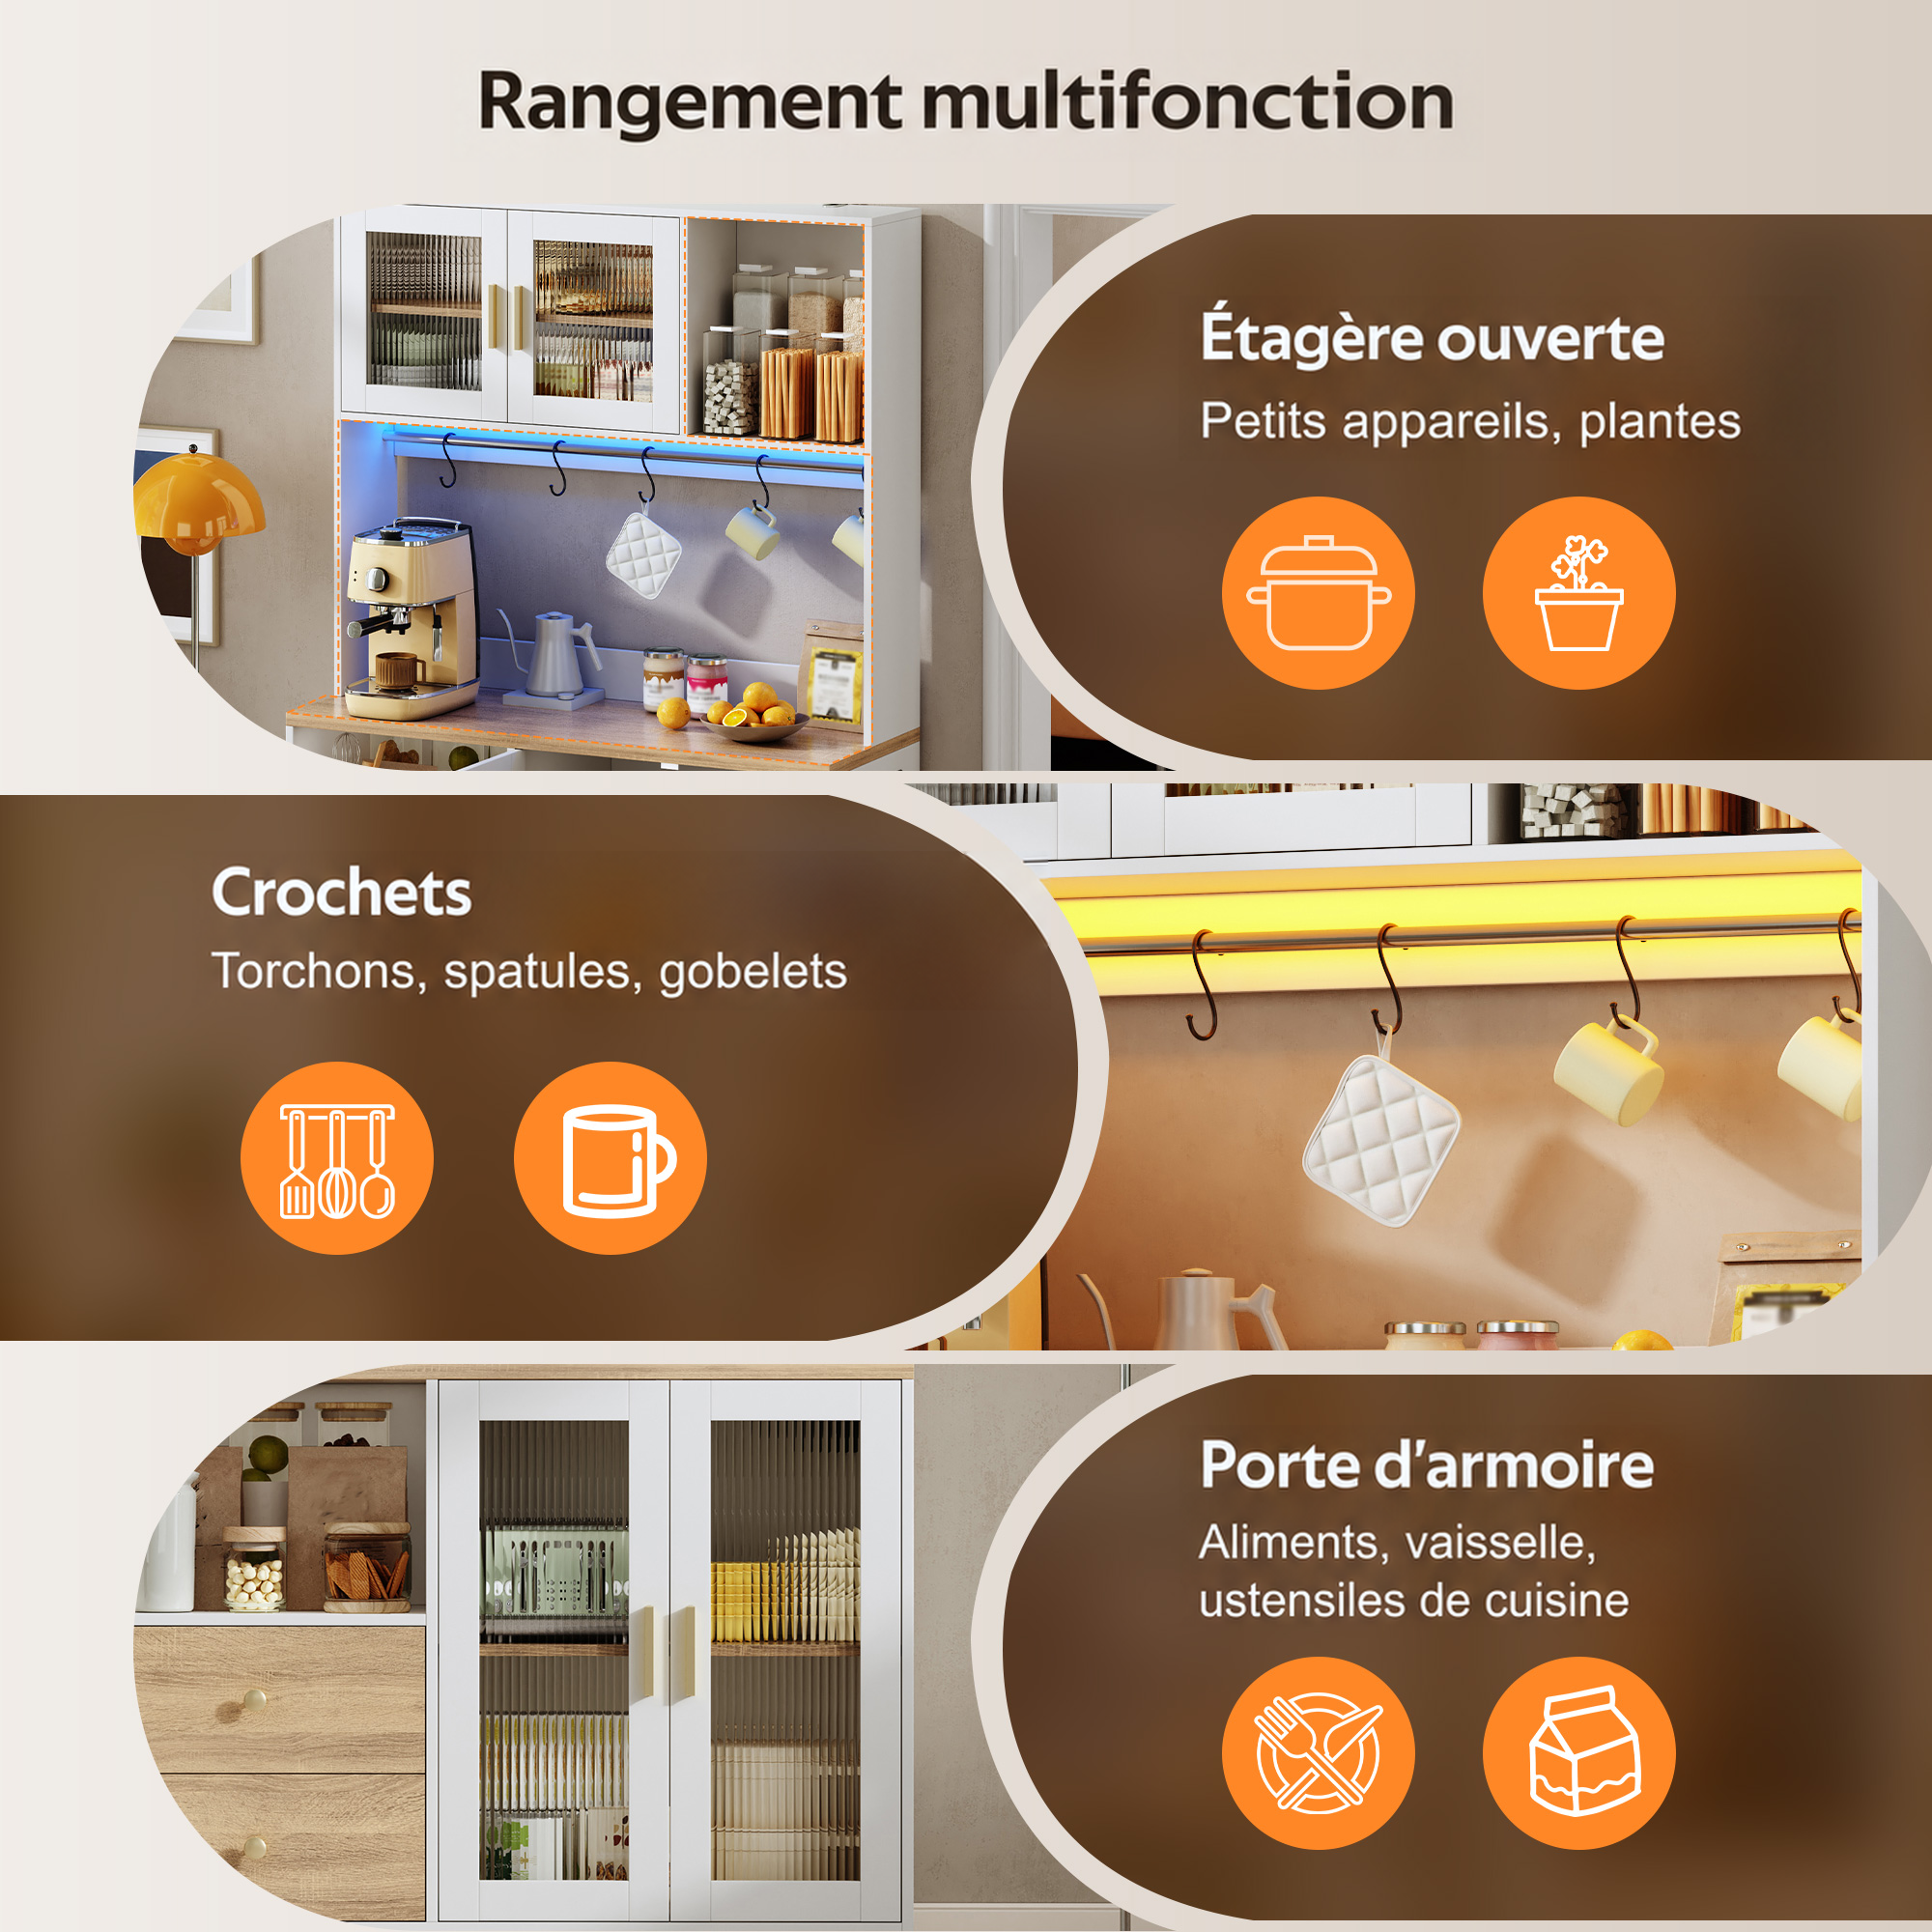 Rangement multifonction
Étagère ouverte
Petits appareils, plantes
Crochets
Torchons, spatules, gobelets
Porte d’armoire
Aliments, vaisselle,
ustensiles de cuisine